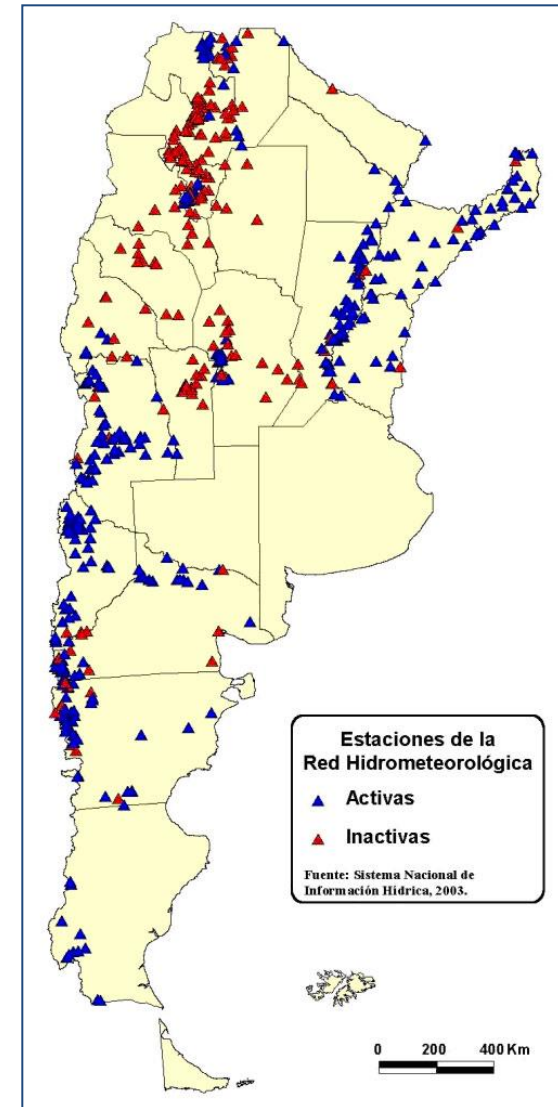 Estaciones de la
Red Hidrometeorológica
Activas
Inactivas
Fuente: Sistema Nacional de
Información Hídrica, 2003.
0 200 400 Km